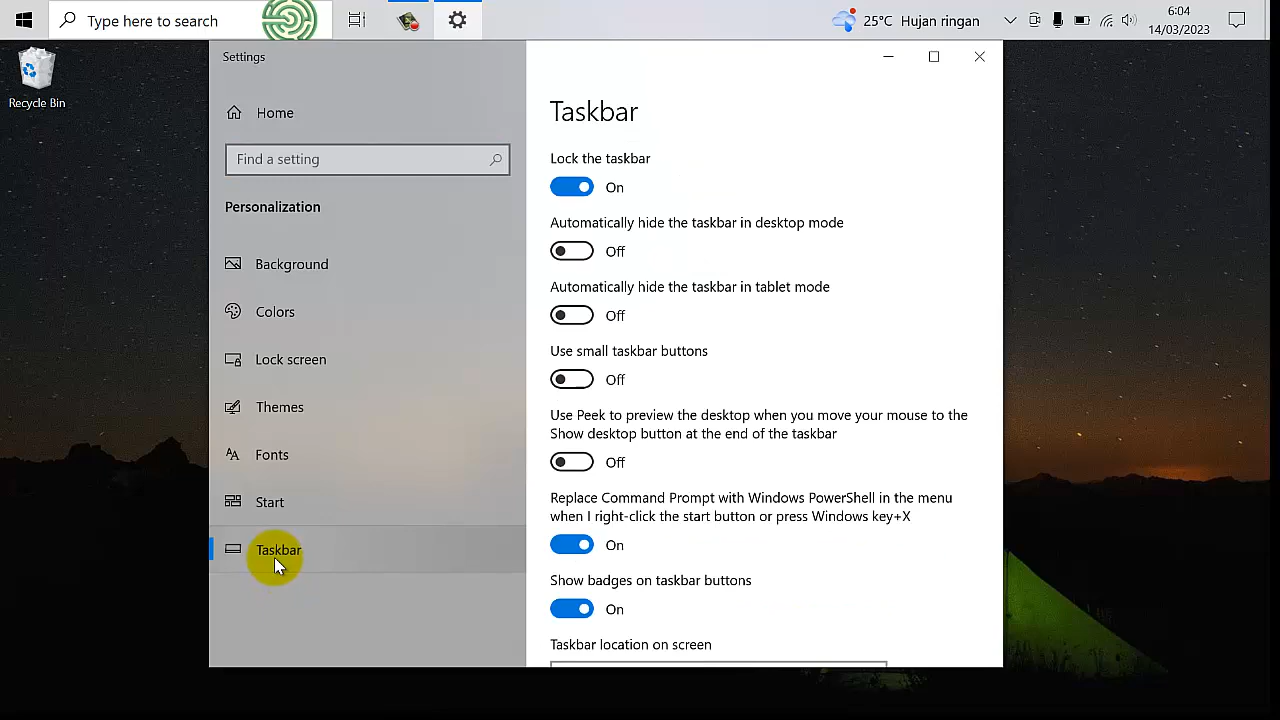 Type here to search
25°C Hujan ringan
6:04
14/03/2023
Recycle Bin
Settings
Home
Find a setting
Personalization
Background
Colors
Lock screen
Themes
Fonts
Start
Taskbar
Taskbar
Lock the taskbar
On
Automatically hide the taskbar in desktop mode
Off
Automatically hide the taskbar in tablet mode
Off
Use small taskbar buttons
Off
Use Peek to preview the desktop when you move your mouse to the
Show desktop button at the end of the taskbar
Off
Replace Command Prompt with Windows PowerShell in the menu
when I right-click the start button or press Windows key+X
On
Show badges on taskbar buttons
On
Taskbar location on screen